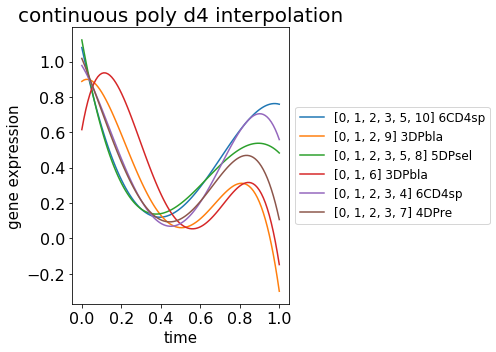 continuous poly d4 interpolation
gene expression
1.0
0.8
0.6
0.4
0.2
0.0
−0.2
0.0 0.2 0.4 0.6 0.8 1.0
time
[0, 1, 2, 3, 5, 10] 6CD4sp
[0, 1, 2, 9] 3DPbla
[0, 1, 2, 3, 5, 8] 5DPsel
[0, 1, 6] 3DPbla
[0, 1, 2, 3, 4] 6CD4sp
[0, 1, 2, 3, 7] 4DPre